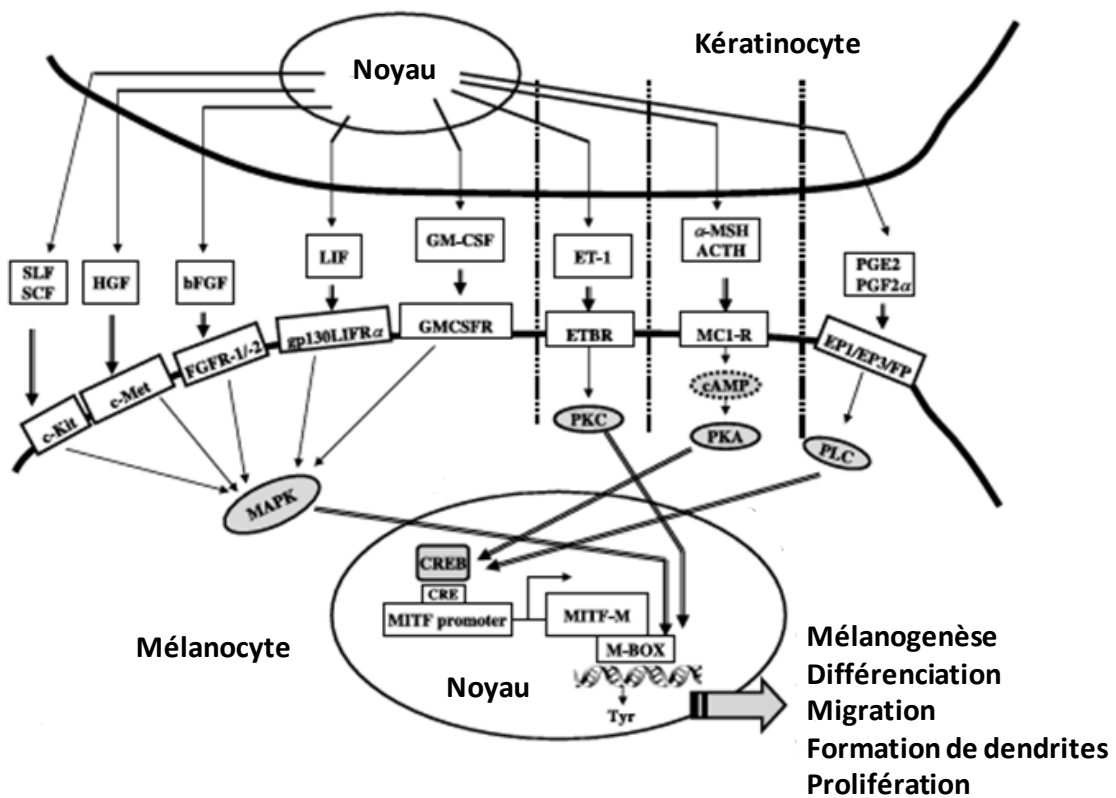 Kératinocyte
Noyau
SLF
SCF
HGF
bFGF
LIF
GM-CSF
ET-1
α-MSH
ACTH
PGE2
PGF2α
c-Kit
c-Met
FGFR-1/-2
gp130LIFRα
GMCSFR
ETBR
MC1-R
EP1/EP3/FP
cAMP
PKC
PKA
PLC
MAPK
CREB
CRE
MITF promoter
MITF-M
M-BOX
Tyr
Mélanocyte
Noyau
Mélanogenèse
Différenciation
Migration
Formation de dendrites
Prolifération